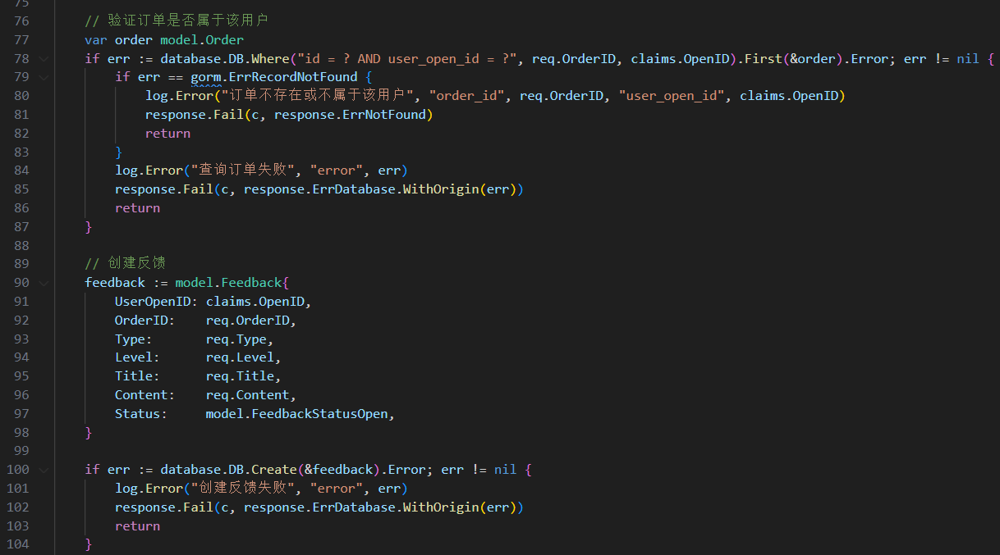 75
76 // 验证订单是否属于该用户
77 var order model.Order
78 if err := database.DB.Where("id = ? AND user_open_id = ?", req.OrderID, claims.OpenID).First(&order).Error; err != nil {
79 if err == gorm.ErrRecordNotFound {
80 log.Error("订单不存在或不属于该用户", "order_id", req.OrderID, "user_open_id", claims.OpenID)
81 response.Fail(c, response.ErrNotFound)
82 return
83 }
84 log.Error("查询订单失败", "error", err)
85 response.Fail(c, response.ErrDatabase.WithOrigin(err))
86 return
87 }
88
89 // 创建反馈
90 feedback := model.Feedback{
91 UserOpenID: claims.OpenID,
92 OrderID: req.OrderID,
93 Type: req.Type,
94 Level: req.Level,
95 Title: req.Title,
96 Content: req.Content,
97 Status: model.FeedbackStatusOpen,
98 }
99
100 if err := database.DB.Create(&feedback).Error; err != nil {
101 log.Error("创建反馈失败", "error", err)
102 response.Fail(c, response.ErrDatabase.WithOrigin(err))
103 return
104 }